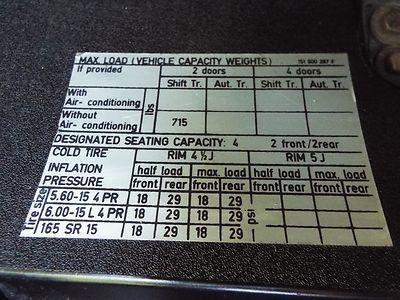 MAX. LOAD (VEHICLE CAPACITY WEIGHTS) 151 500 287 F
If provided 2 doors 4 doors
Shift Tr. Aut. Tr. Shift Tr. Aut. Tr.
With
Air- conditioning
lbs
Without
Air- conditioning 715
DESIGNATED SEATING CAPACITY: 4 2 front/2rear
COLD TIRE RIM 4 ½ J RIM 5 J
INFLATION half load max. load half load max. load
PRESSURE front rear front rear front rear front rear
Tire size
5.60-15 4 PR 18 29 18 29
psi
6.00-15 L 4 PR 18 29 18 29
165 SR 15 18 29 18 29